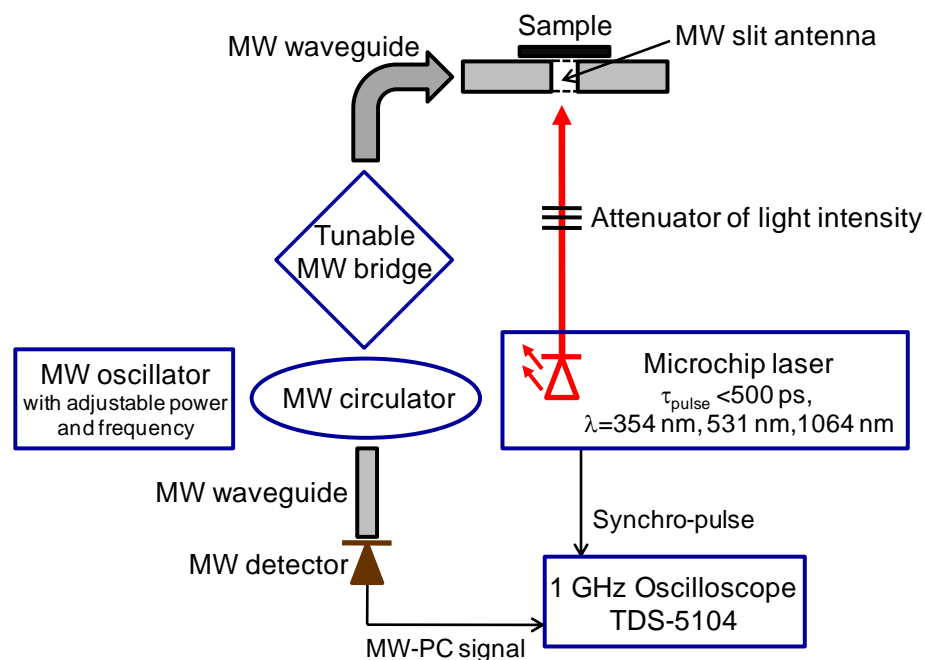 Sample
MW waveguide
MW slit antenna
Attenuator of light intensity
Tunable
MW bridge
MW oscillator
with adjustable power
and frequency
MW circulator
Microchip laser
τpulse <500 ps,
λ=354 nm, 531 nm,1064 nm
MW waveguide
Synchro-pulse
MW detector
1 GHz Oscilloscope
TDS-5104
MW-PC signal